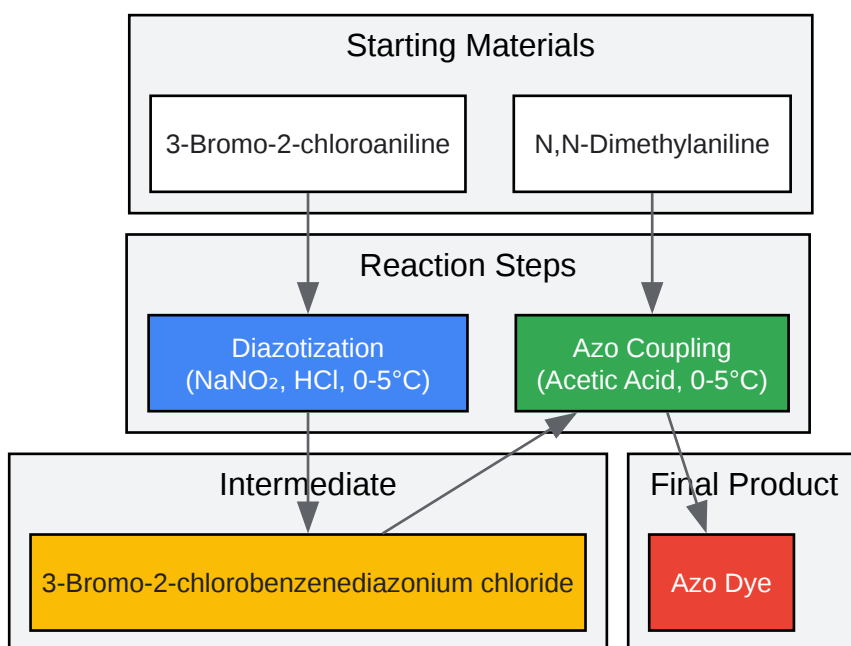 Starting Materials
3-Bromo-2-chloroaniline
N,N-Dimethylaniline
Reaction Steps
Diazotization
(NaNO₂, HCl, 0-5°C)
Azo Coupling
(Acetic Acid, 0-5°C)
Intermediate
3-Bromo-2-chlorobenzenediazonium chloride
Final Product
Azo Dye